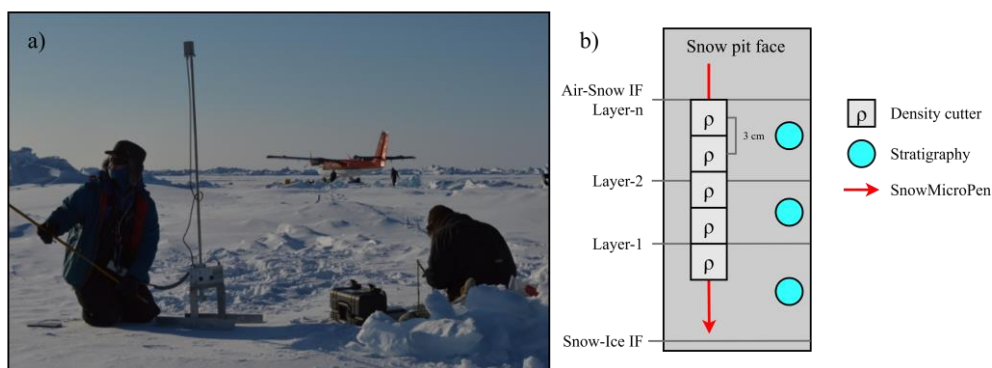 a)
b)
Snow pit face
Air-Snow IF
Layer-n
ρ
3 cm
ρ
Layer-2
ρ
ρ
Layer-1
ρ
Snow-Ice IF
ρ Density cutter
Stratigraphy
SnowMicroPen